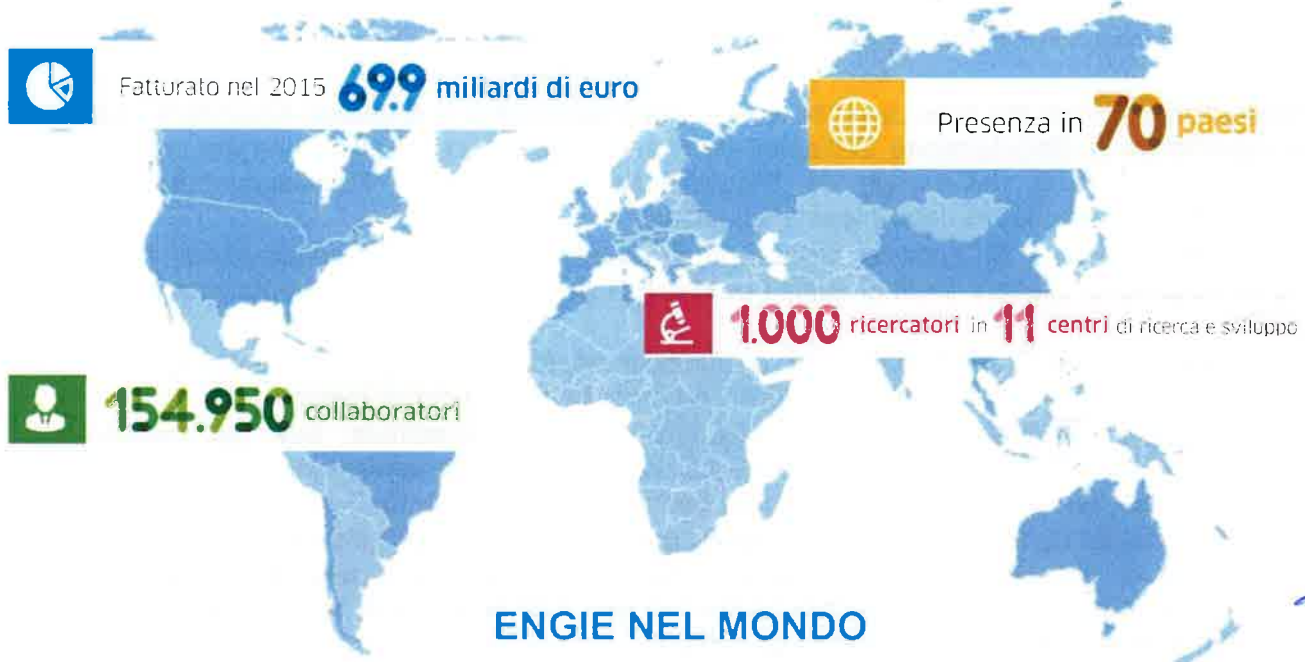 Fatturato nel 2015 69.9 miliardi di euro
Presenza in 70 paesi
1.000 ricercatori in 11 centri di ricerca e sviluppo
154.950 collaboratori
ENGIE NEL MONDO